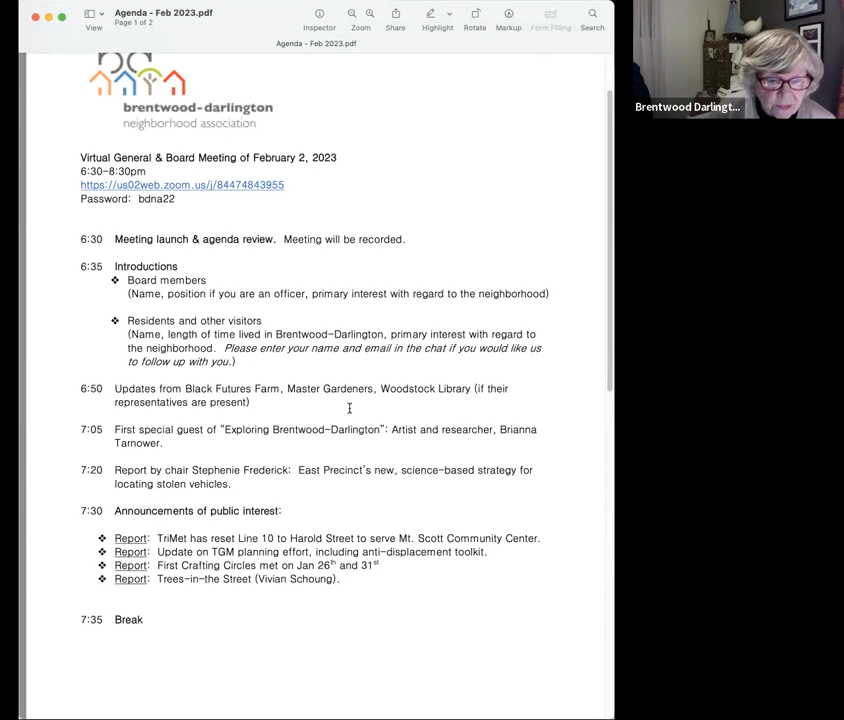 Agenda - Feb 2023.pdf
Page 1 of 2
View
Inspector
Zoom
Share
Highlight
Rotate
Markup
Form Filling
Search
Agenda - Feb 2023.pdf
brentwood-darlington
neighborhood association
Brentwood Darlingt...
Virtual General & Board Meeting of February 2, 2023
6:30-8:30pm
https://us02web.zoom.us/j/84474843955
Password: bdna22
6:30 Meeting launch & agenda review. Meeting will be recorded.
6:35 Introductions
❖ Board members
(Name, position if you are an officer, primary interest with regard to the neighborhood)
❖ Residents and other visitors
(Name, length of time lived in Brentwood-Darlington, primary interest with regard to
the neighborhood. Please enter your name and email in the chat if you would like us
to follow up with you.)
6:50 Updates from Black Futures Farm, Master Gardeners, Woodstock Library (if their
representatives are present)
7:05 First special guest of "Exploring Brentwood-Darlington": Artist and researcher, Brianna
Tarnower.
7:20 Report by chair Stephenie Frederick: East Precinct's new, science-based strategy for
locating stolen vehicles.
7:30 Announcements of public interest:
❖ Report: TriMet has reset Line 10 to Harold Street to serve Mt. Scott Community Center.
❖ Report: Update on TGM planning effort, including anti-displacement toolkit.
❖ Report: First Crafting Circles met on Jan 26th and 31st
❖ Report: Trees-in-the Street (Vivian Schoung).
7:35 Break